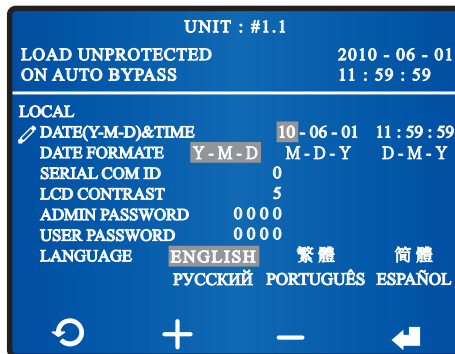 UNIT : #1.1
LOAD UNPROTECTED 2010 - 06 - 01
ON AUTO BYPASS 11 : 59 : 59
LOCAL
DATE(Y-M-D)&TIME 10 - 06 - 01 11 : 59 : 59
DATE FORMATE Y - M - D M - D - Y D - M - Y
SERIAL COM ID 0
LCD CONTRAST 5
ADMIN PASSWORD 0 0 0 0
USER PASSWORD 0 0 0 0
LANGUAGE ENGLISH 繁 體 简 體
РУССКИЙ PORTUGUÊS ESPAÑOL